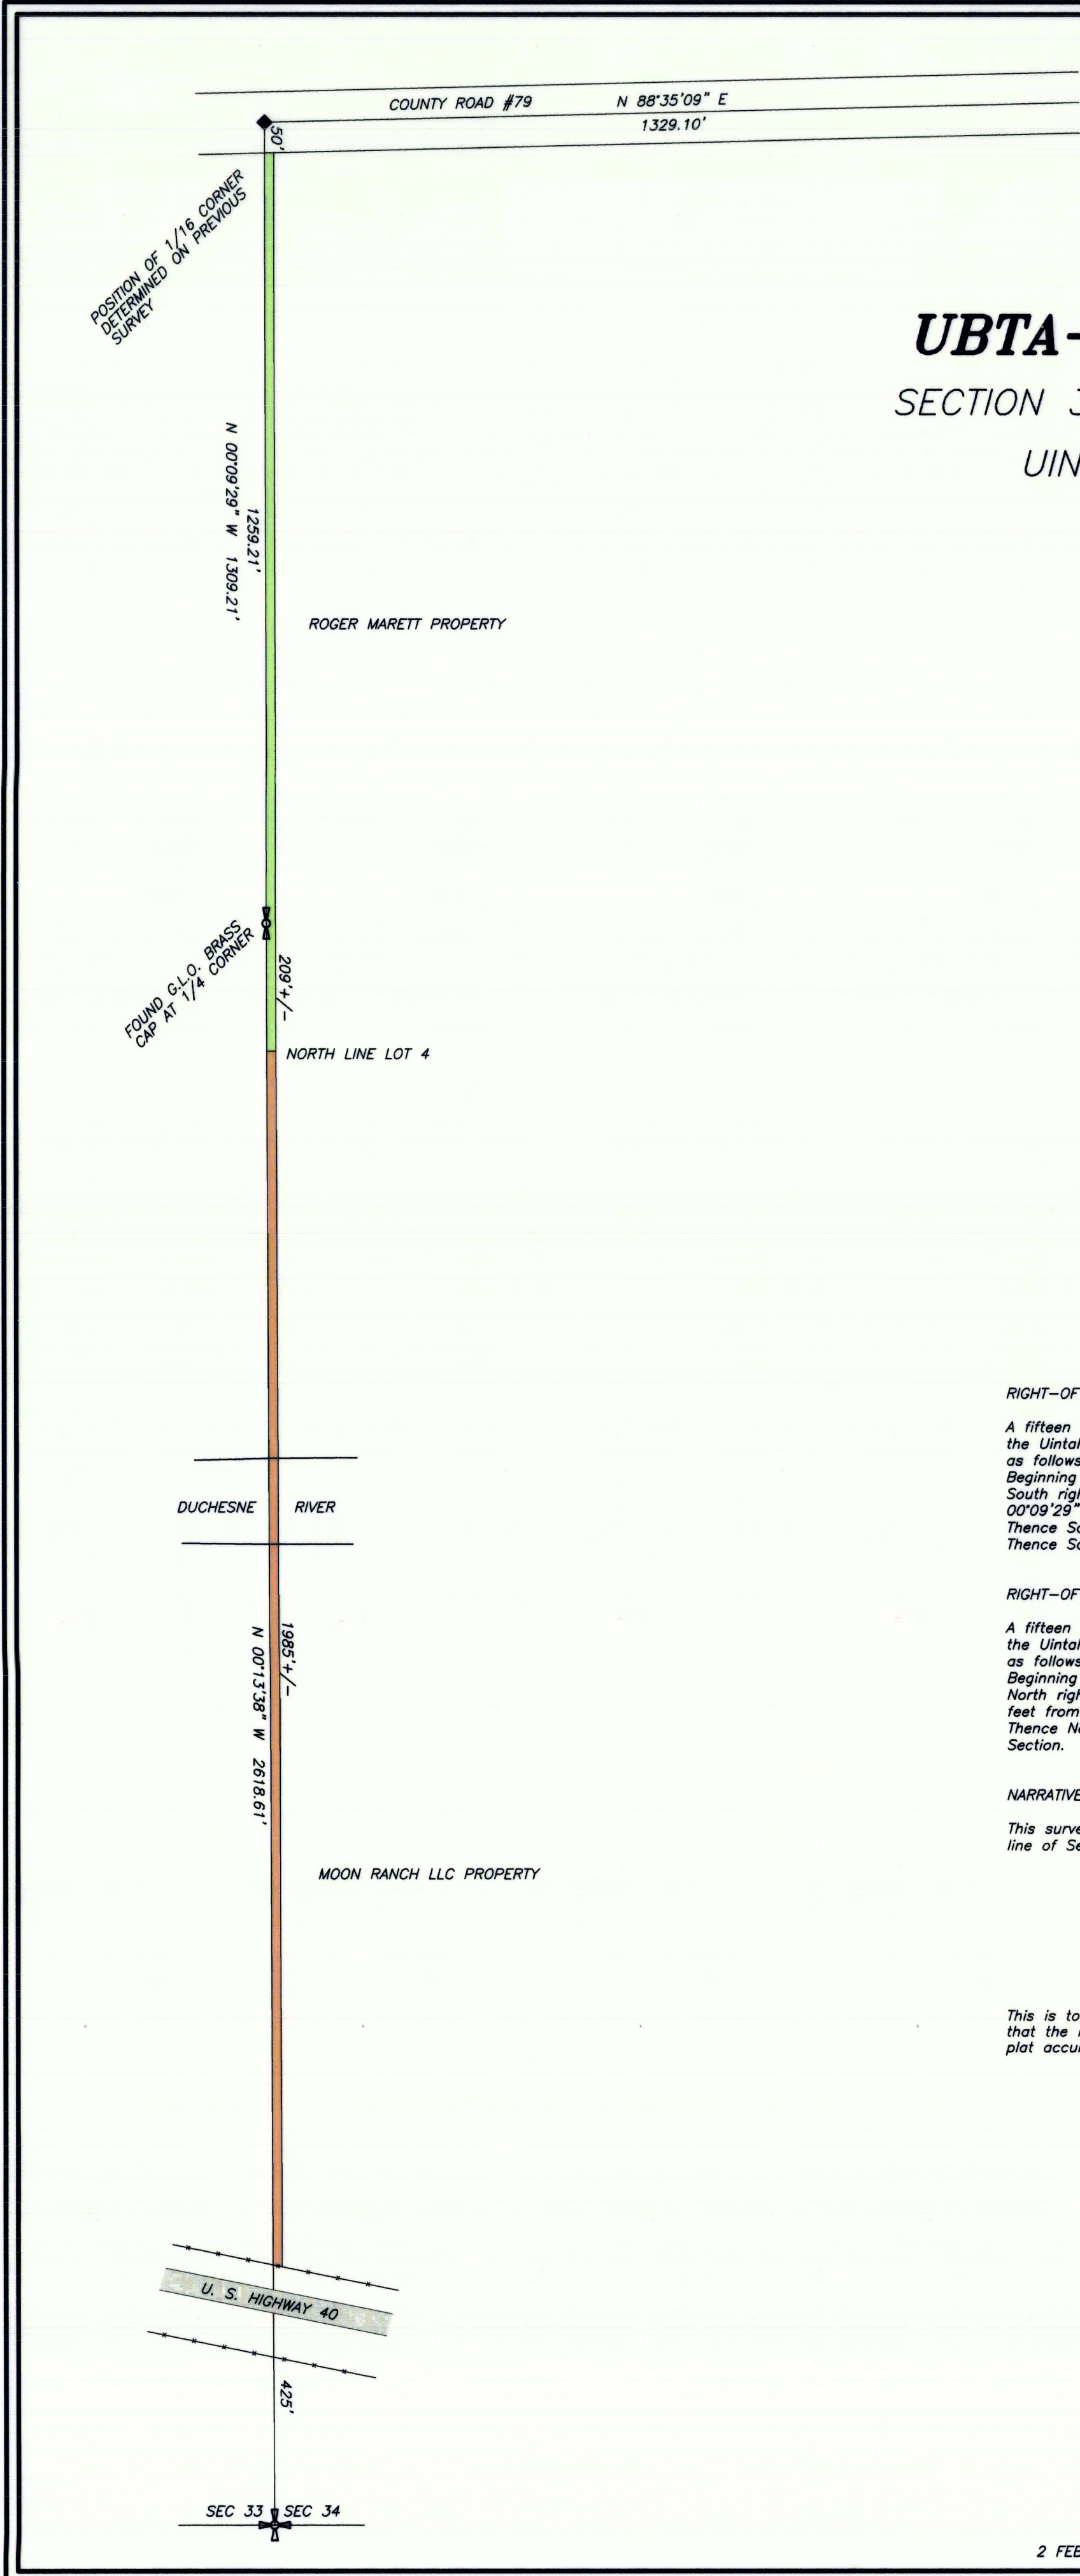 COUNTY ROAD #79 N 88°35'09" E
1329.10'
50'
POSITION OF 1/16 CORNER
DETERMINED ON PREVIOUS
SURVEY
UBTA-
SECTION
UIN
1259.21'
N 00°09'29" W 1309.21'
ROGER MARETT PROPERTY
FOUND G.L.O. BRASS
CAP AT 1/4 CORNER
209'+/-
NORTH LINE LOT 4
RIGHT-OF
A fifteen
the Uintah
as follows
Beginning
South righ
00°09'29"
Thence So
Thence So
DUCHESNE RIVER
RIGHT-OF
A fifteen
the Uintah
as follows
Beginning
North righ
feet from
Thence No
Section.
1985'+/-
N 00°13'38" W 2618.61'
NARRATIVE
This surve
line of Se
MOON RANCH LLC PROPERTY
This is to
that the
plat accu
U. S. HIGHWAY 40
425'
SEC 33 SEC 34
2 FEE